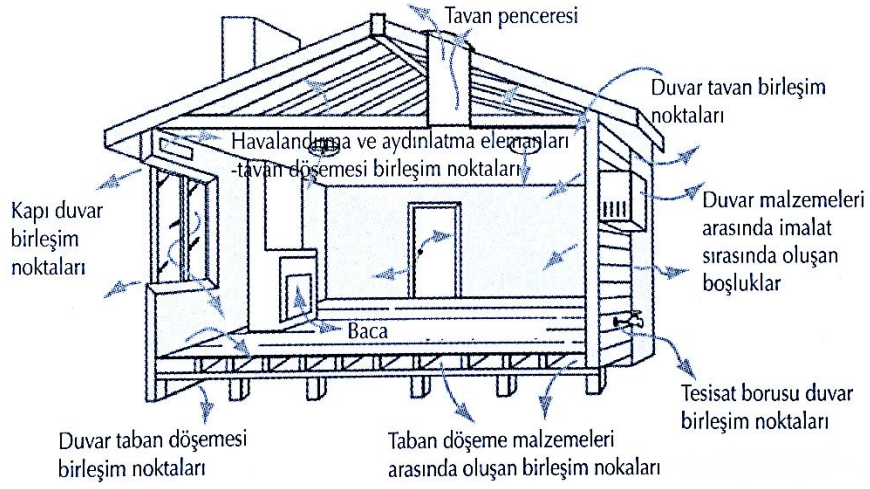 Tavan penceresi
Duvar tavan birleşim
noktaları
Havalandırma ve aydınlatma elemanları
-tavan döşemesi birleşim noktaları
Kapı duvar
birleşim
noktaları
Duvar malzemeleri
arasında imalat
sırasında oluşan
boşluklar
Baca
Tesisat borusu duvar
birleşim noktaları
Duvar taban döşemesi
birleşim noktaları
Taban döşeme malzemeleri
arasında oluşan birleşim nokaları